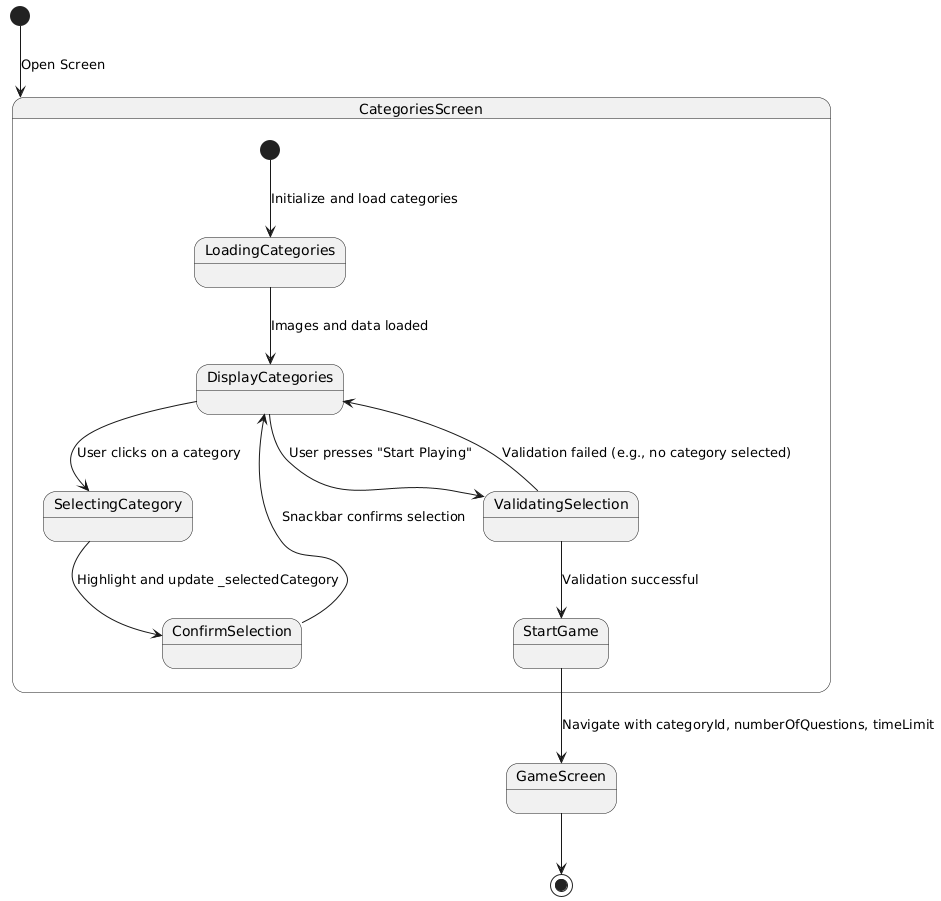 Open Screen
CategoriesScreen
Initialize and load categories
LoadingCategories
Images and data loaded
DisplayCategories
User clicks on a category
User presses "Start Playing"
Validation failed (e.g., no category selected)
SelectingCategory
ValidatingSelection
Snackbar confirms selection
Highlight and update _selectedCategory
Validation successful
ConfirmSelection
StartGame
Navigate with categoryId, numberOfQuestions, timeLimit
GameScreen